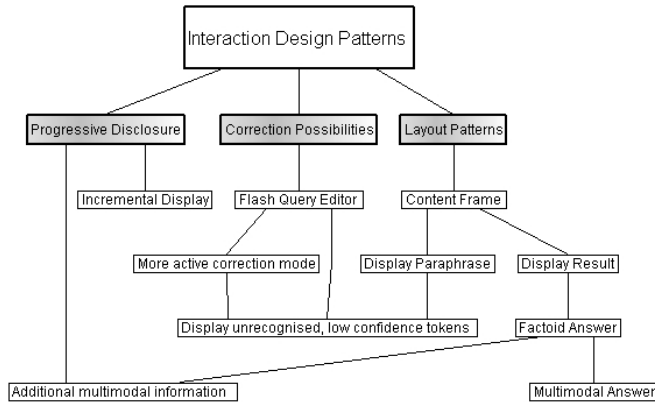 Interaction Design Patterns
Progressive Disclosure
Correction Possibilities
Layout Patterns
Incremental Display
Flash Query Editor
Content Frame
More active correction mode
Display Paraphrase
Display Result
Display unrecognised, low confidence tokens
Factoid Answer
Additional multimodal information
Multimodal Answer